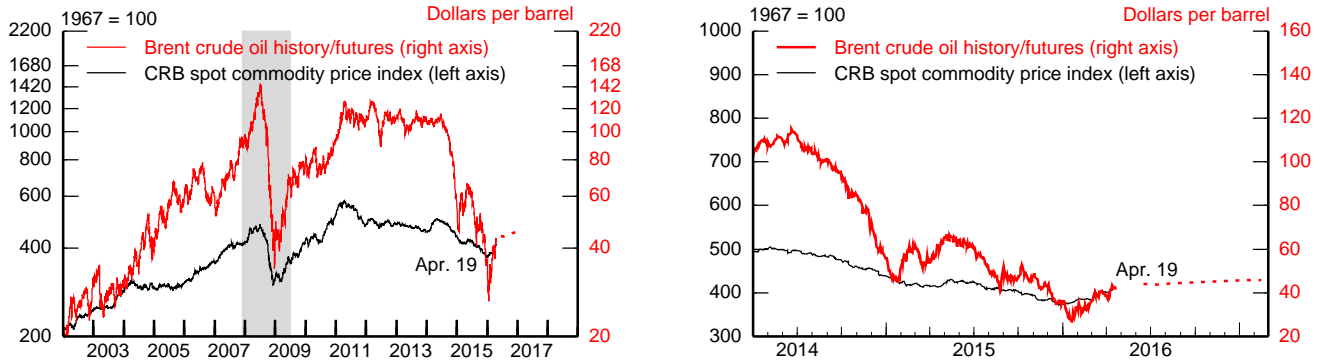 1967 = 100
Dollars per barrel
Brent crude oil history/futures (right axis)
CRB spot commodity price index (left axis)
2200
1680
1420
1200
1000
800
600
400
200
220
168
142
120
100
80
60
40
20
Apr. 19
2003 2005 2007 2009 2011 2013 2015 2017
1967 = 100
Dollars per barrel
Brent crude oil history/futures (right axis)
CRB spot commodity price index (left axis)
1000
900
800
700
600
500
400
300
160
140
120
100
80
60
40
20
Apr. 19
2014 2015 2016